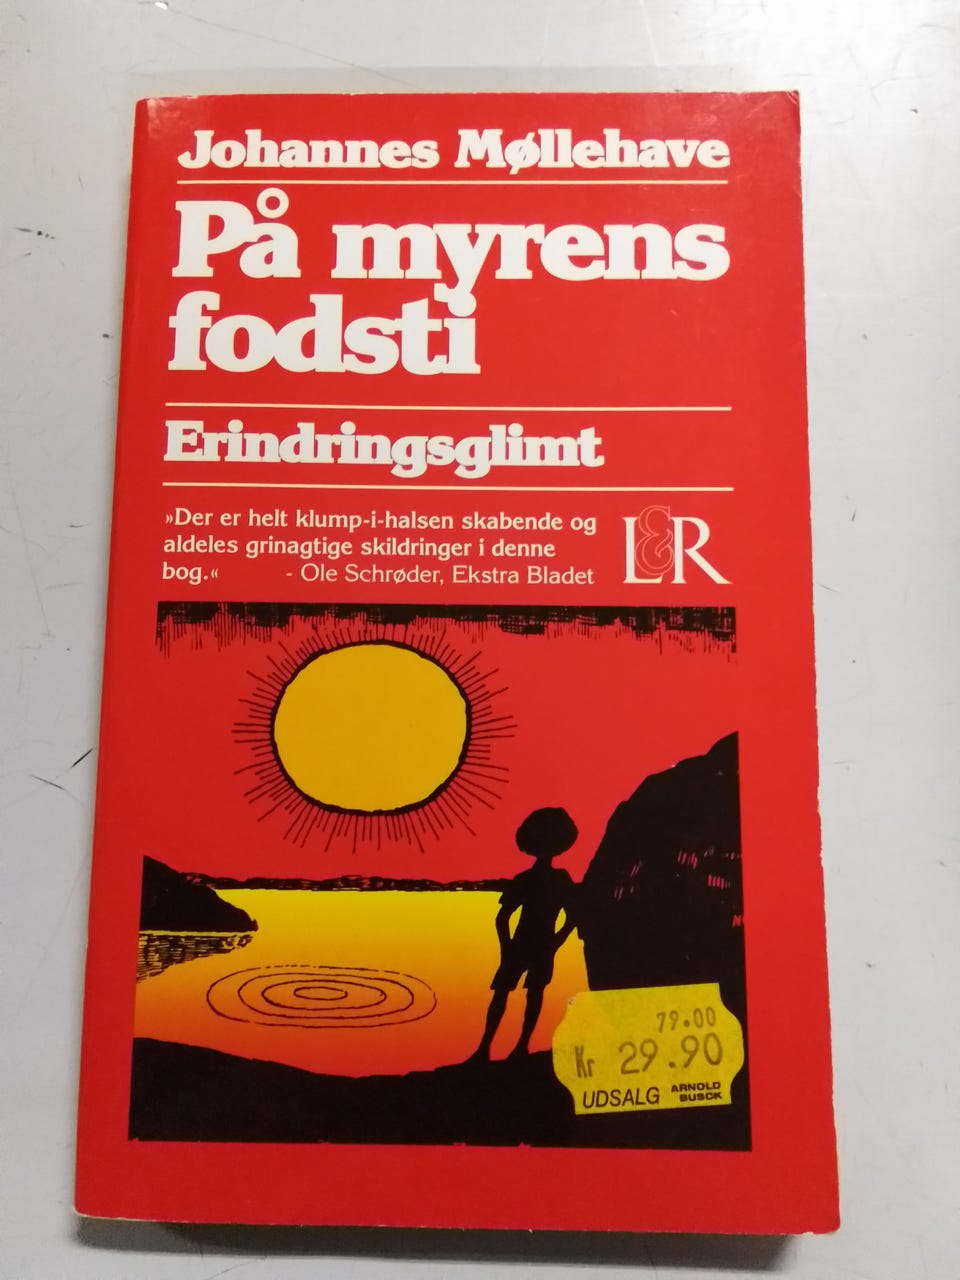 Johannes Møllehave
På myrens
fodsti
Erindringsglimt
»Der er helt klump-i-halsen skabende og
aldeles grinagtige skildringer i denne
bog.« - Ole Schrøder, Ekstra Bladet
L&R
79.00
Kr 29.90
UDSALG ARNOLD
BUSCK